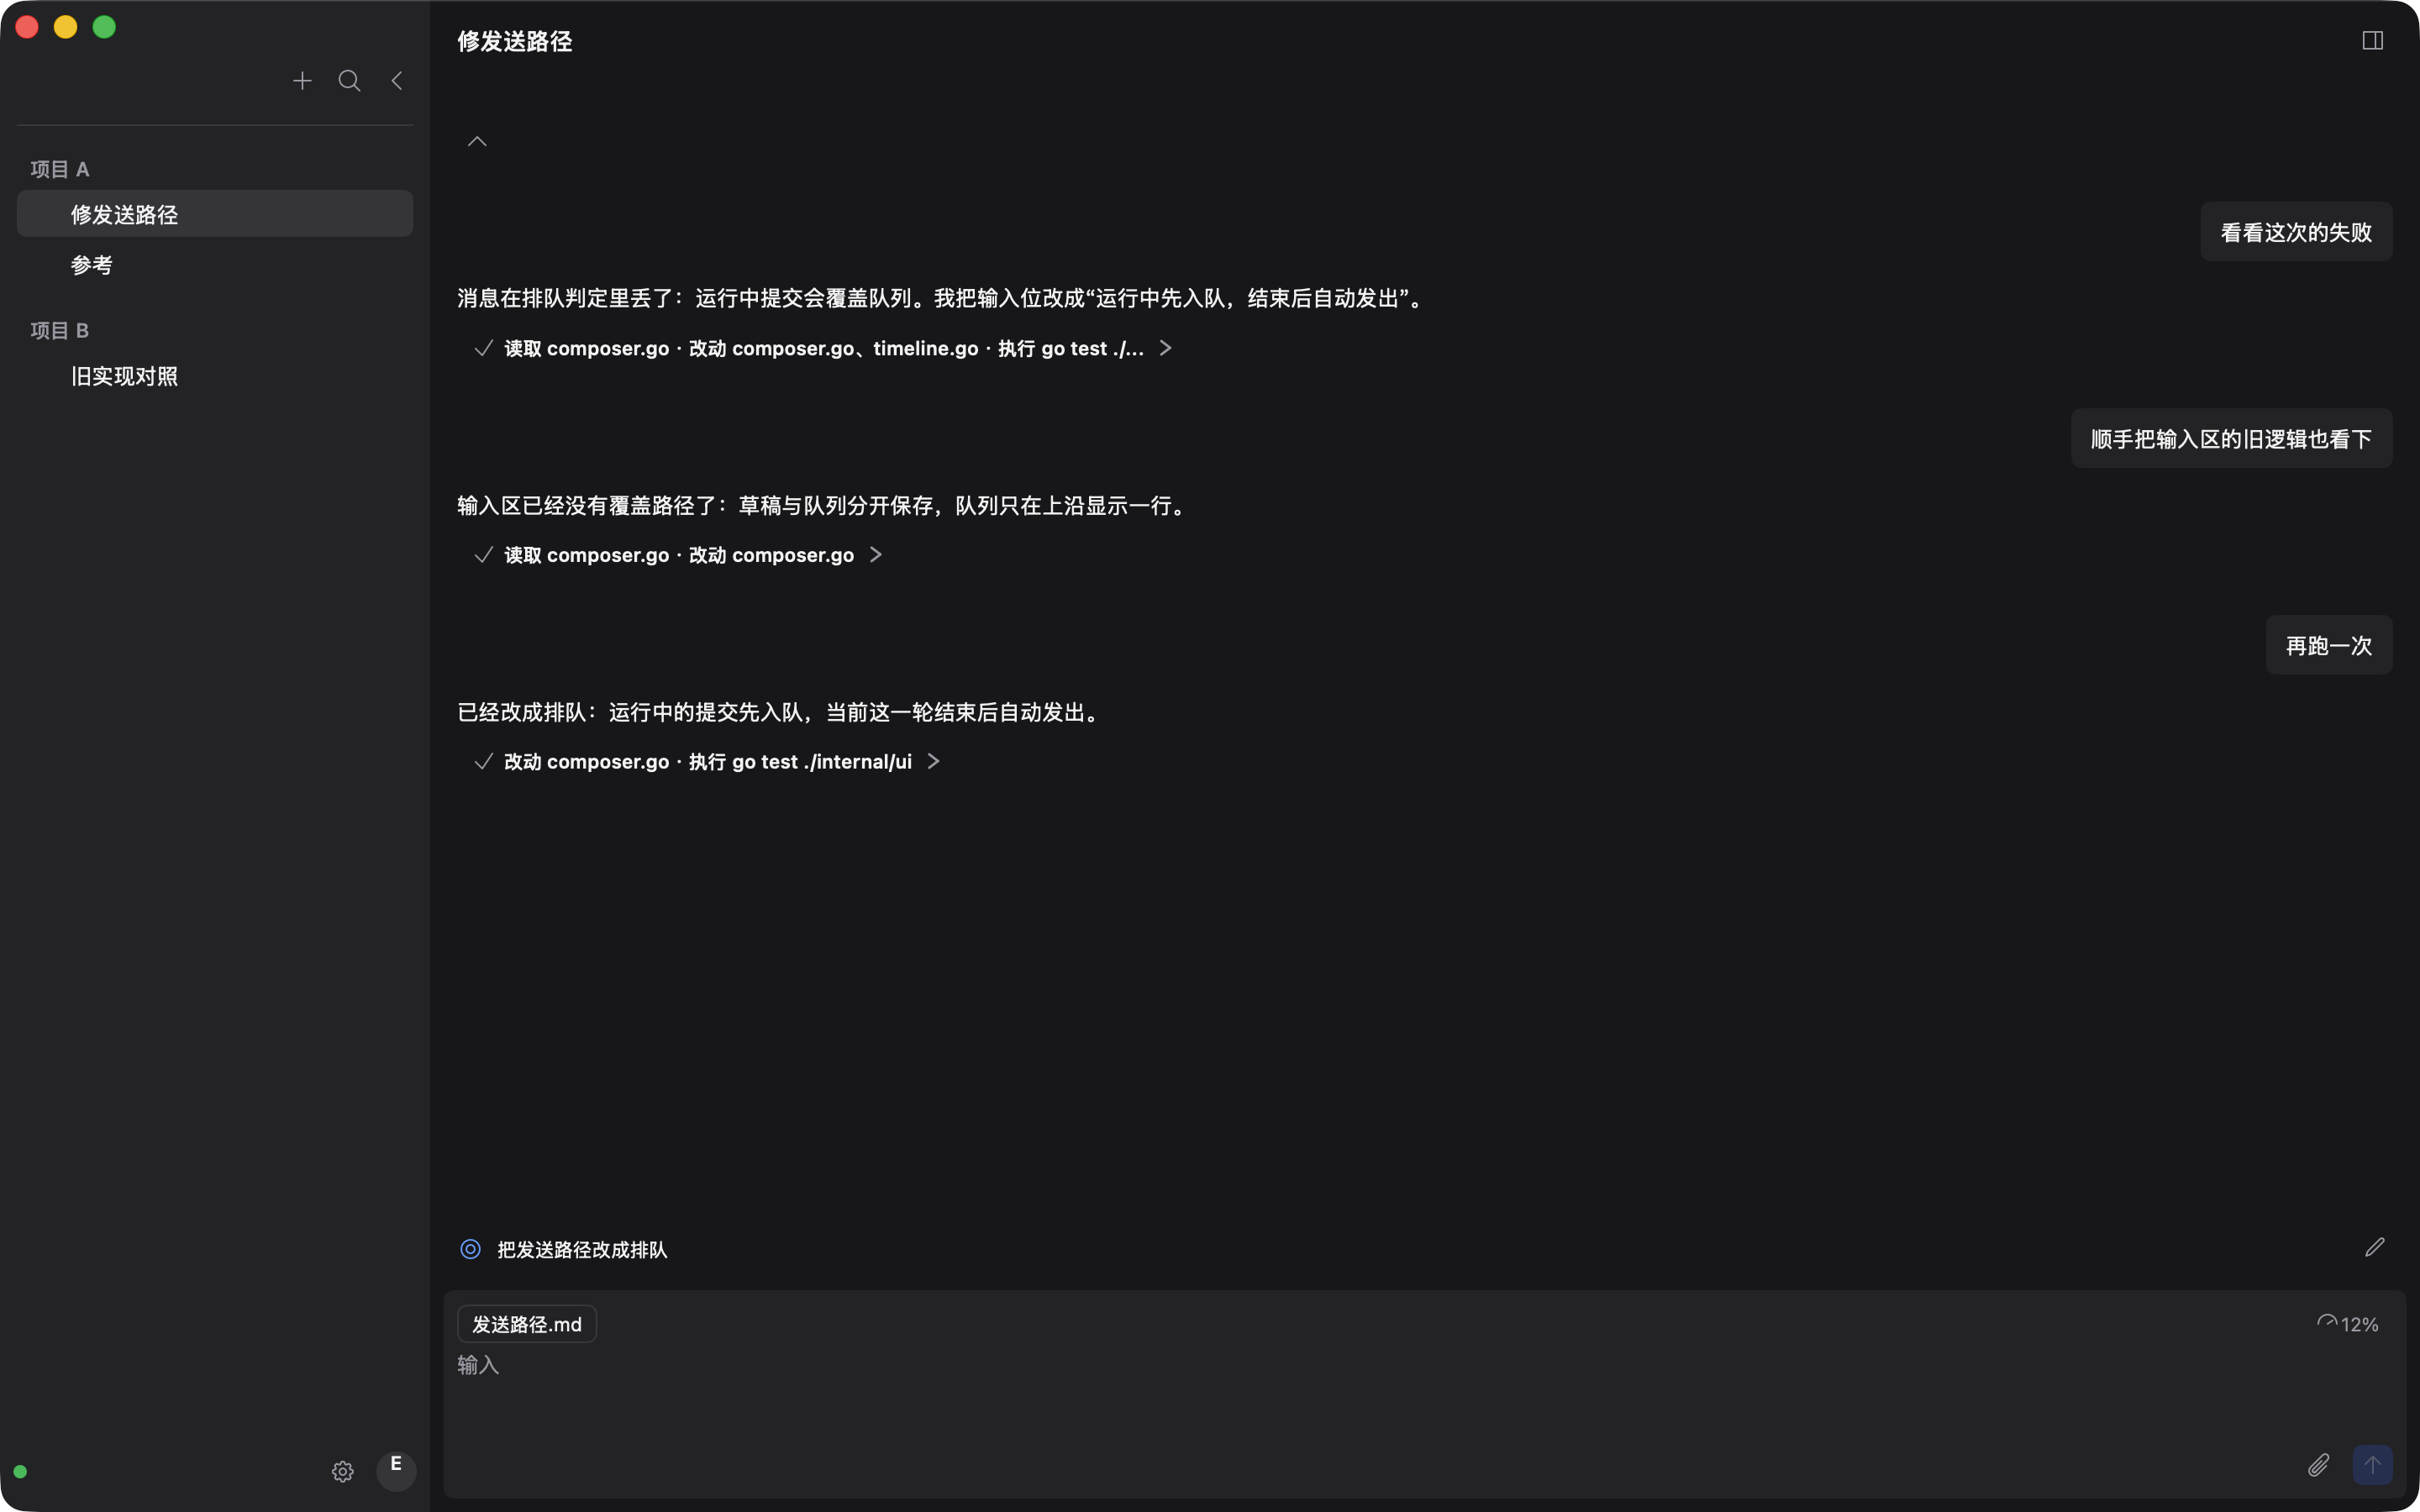 修发送路径
项目 A
修发送路径
参考
项目 B
旧实现对照
看看这次的失败
消息在排队判定里丢了：运行中提交会覆盖队列。我把输入位改成“运行中先入队，结束后自动发出”。
读取 composer.go · 改动 composer.go、timeline.go · 执行 go test ./...
顺手把输入区的旧逻辑也看下
输入区已经没有覆盖路径了：草稿与队列分开保存，队列只在上沿显示一行。
读取 composer.go · 改动 composer.go
再跑一次
已经改成排队：运行中的提交先入队，当前这一轮结束后自动发出。
改动 composer.go · 执行 go test ./internal/ui
把发送路径改成排队
发送路径.md
12%
输入
E